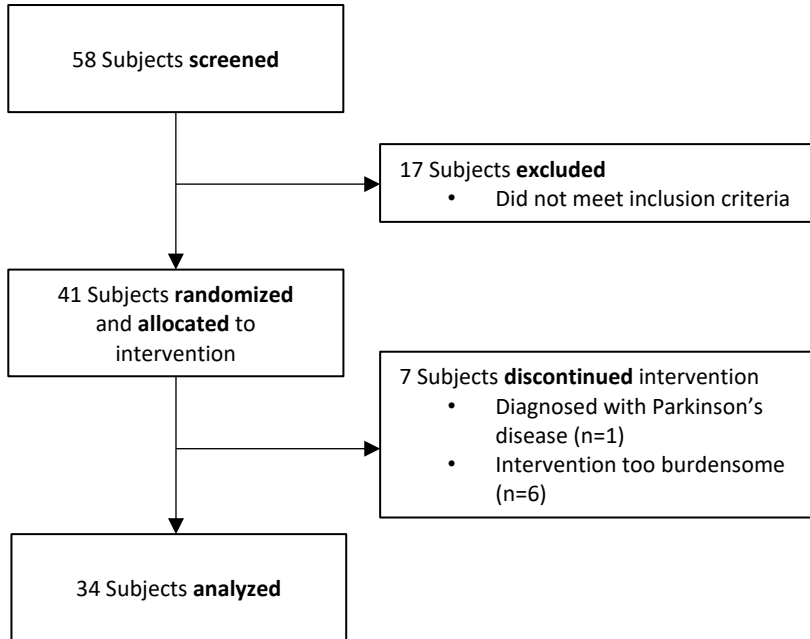 58 Subjects screened
17 Subjects excluded
• Did not meet inclusion criteria
41 Subjects randomized
and allocated to
intervention
7 Subjects discontinued intervention
• Diagnosed with Parkinson’s
disease (n=1)
• Intervention too burdensome
(n=6)
34 Subjects analyzed